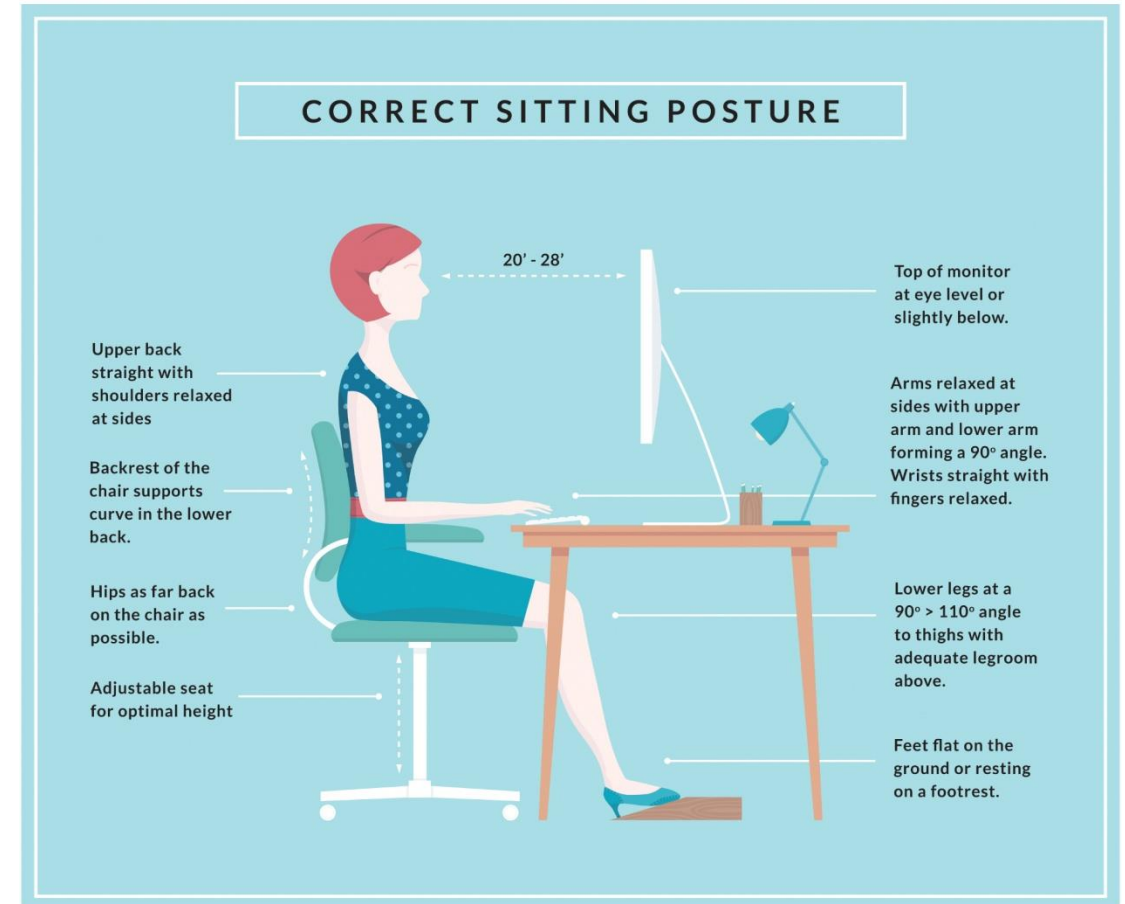 CORRECT SITTING POSTURE
20’ - 28’
Upper back
straight with
shoulders relaxed
at sides
Backrest of the
chair supports
curve in the lower
back.
Hips as far back
on the chair as
possible.
Adjustable seat
for optimal height
Top of monitor
at eye level or
slightly below.
Arms relaxed at
sides with upper
arm and lower arm
forming a 90º angle.
Wrists straight with
fingers relaxed.
Lower legs at a
90º > 110º angle
to thighs with
adequate legroom
above.
Feet flat on the
ground or resting
on a footrest.